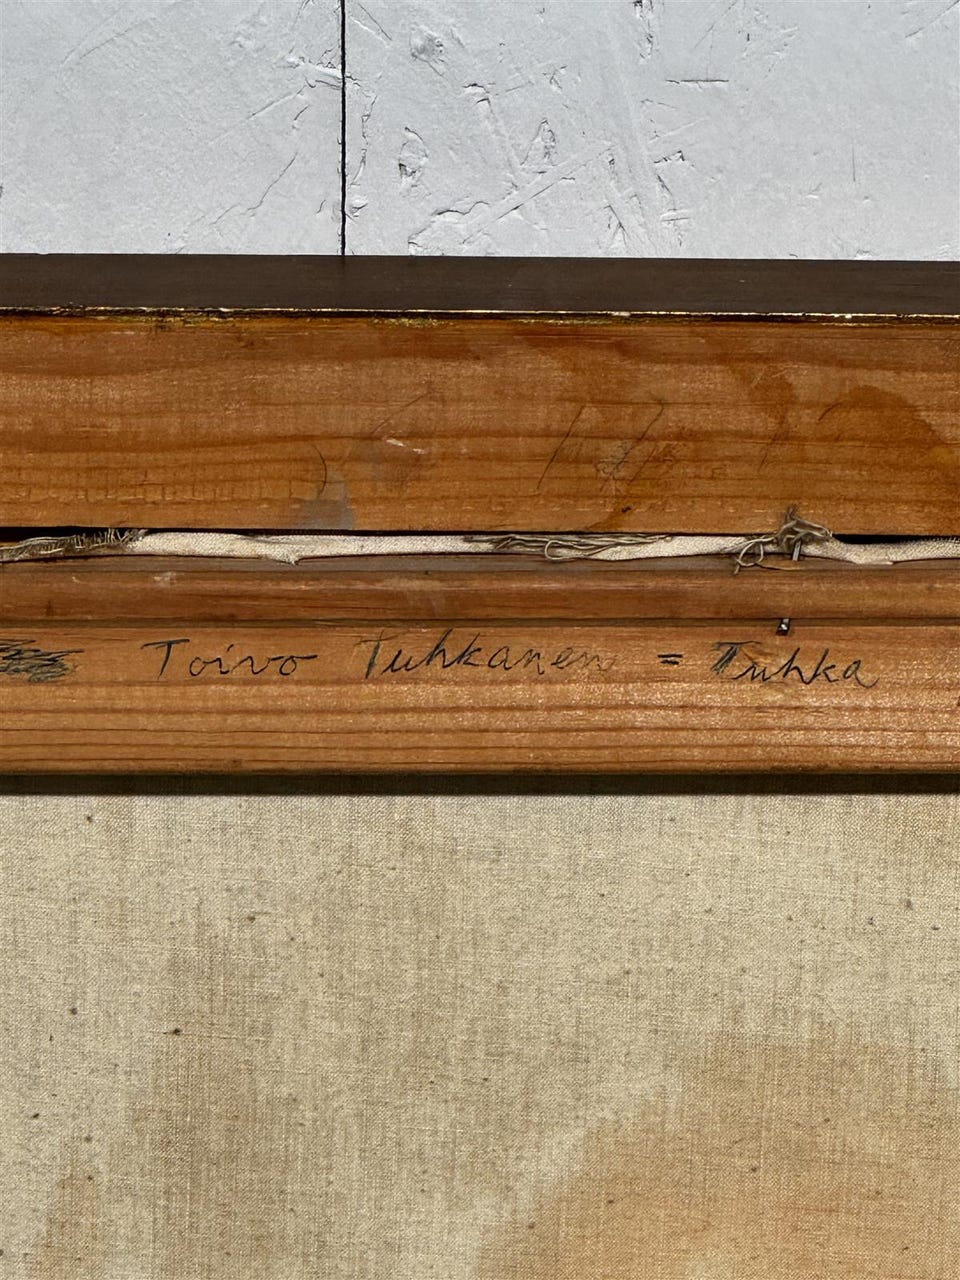 Toivo Tuhkanen = Tuhka